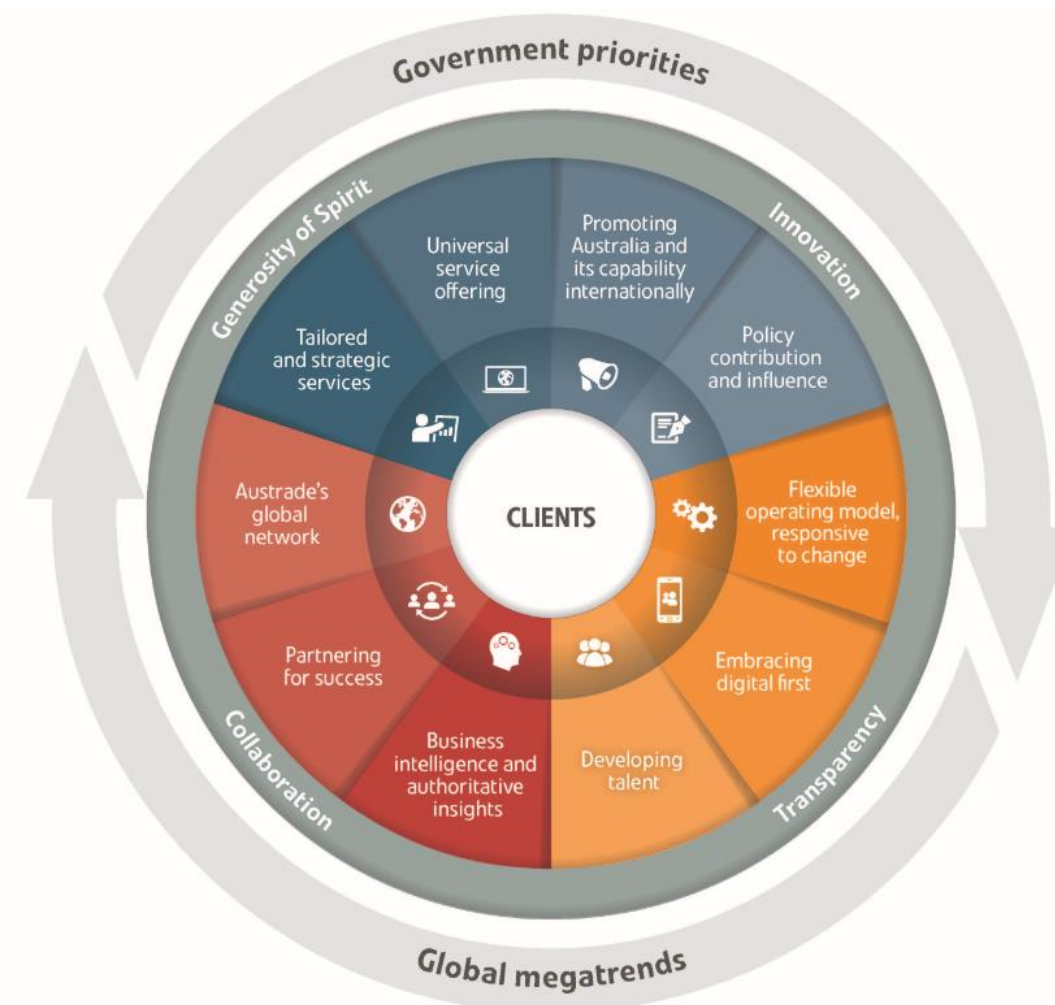 Government priorities
Generosity of Spirit
Innovation
Universal
service
offering
Promoting
Australia and
its capability
internationally
Tailored
and strategic
services
Policy
contribution
and influence
Austrade's
global
network
CLIENTS
Flexible
operating model,
responsive
to change
Partnering
for success
Embracing
digital first
Business
intelligence and
authoritative
insights
Developing
talent
Collaboration
Transparency
Global megatrends